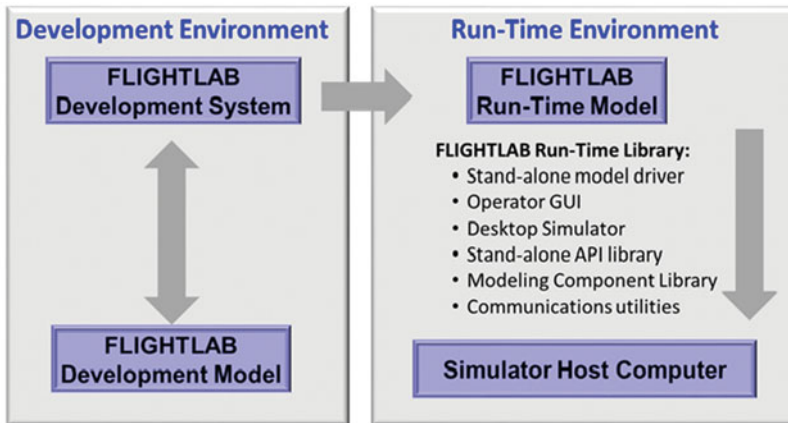 Development Environment
FLIGHTLAB
Development System
FLIGHTLAB
Development Model
Run-Time Environment
FLIGHTLAB
Run-Time Model
FLIGHTLAB Run-Time Library:
• Stand-alone model driver
• Operator GUI
• Desktop Simulator
• Stand-alone API library
• Modeling Component Library
• Communications utilities
Simulator Host Computer